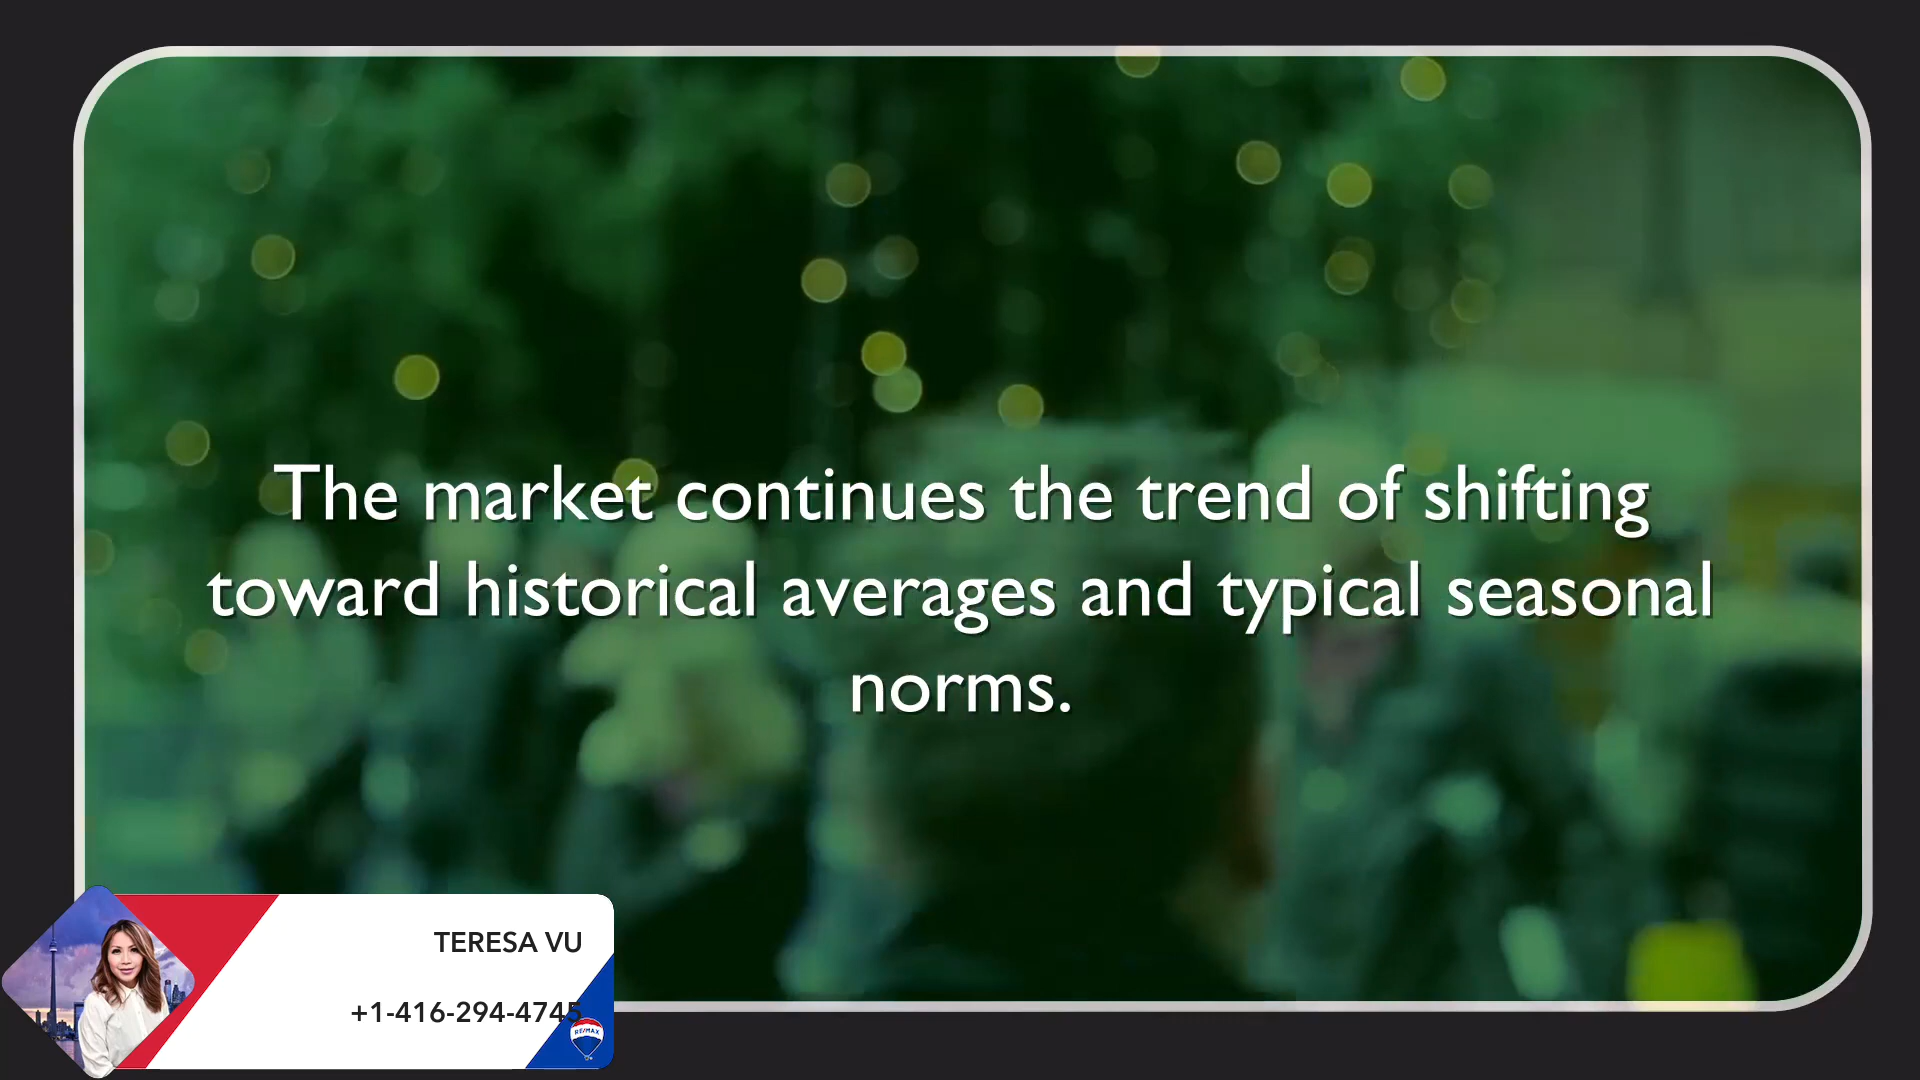 The market continues the trend of shifting
toward historical averages and typical seasonal
norms.
TERESA VU
+1-416-294-4745
RE/MAX